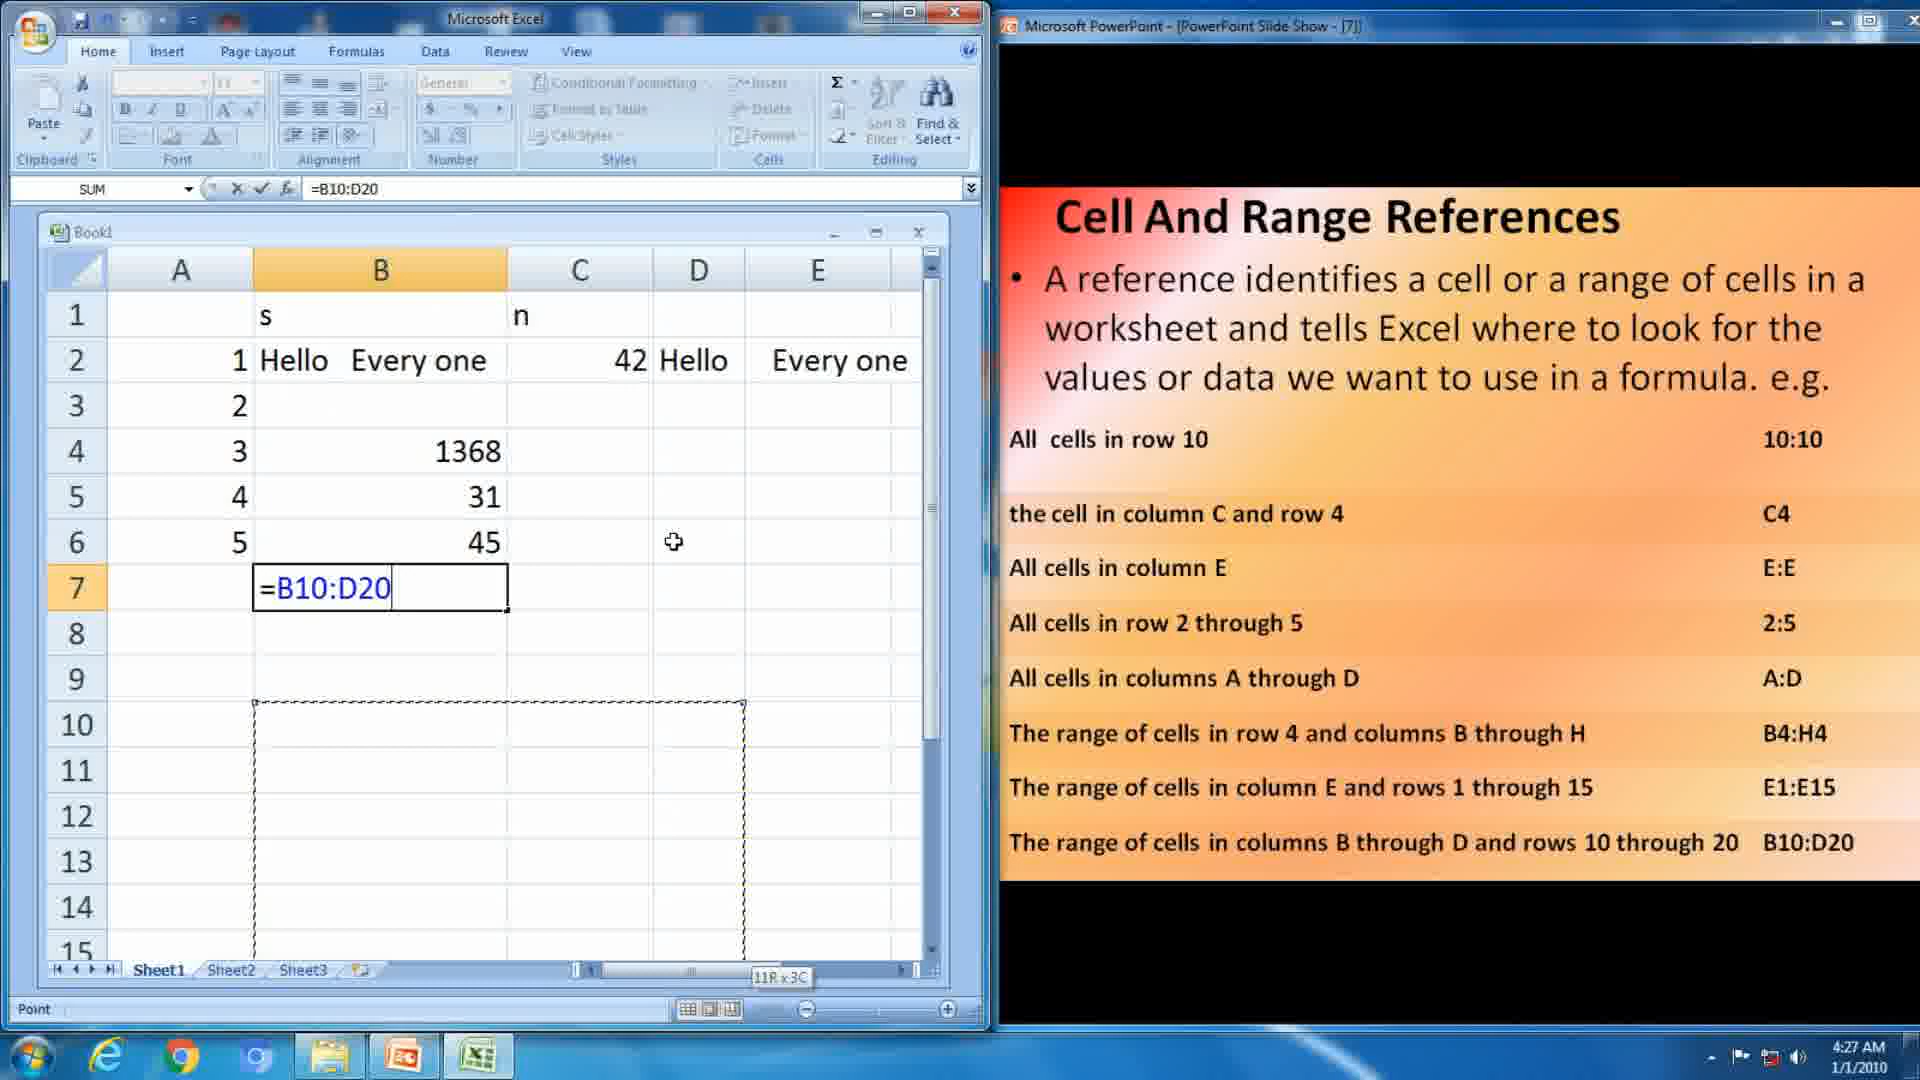 Microsoft Excel
Home Insert Page Layout Formulas Data Review View
Paste
Clipboard
11
B I U A A
Font
Alignment
General
$ % ,
Number
Conditional Formatting
Format as Table
Cell Styles
Styles
Insert
Delete
Format
Cells
Σ
Sort & Filter
Find & Select
Editing
SUM fx =B10:D20
Book1
A B C D E
1 s n
2 1 Hello Every one 42 Hello Every one
3 2
4 3 1368
5 4 31
6 5 45
7 =B10:D20
8
9
10
11
12
13
14
15
Sheet1 Sheet2 Sheet3
11R x 3C
Point
Microsoft PowerPoint - [PowerPoint Slide Show - [7]]
Cell And Range References
• A reference identifies a cell or a range of cells in a
worksheet and tells Excel where to look for the
values or data we want to use in a formula. e.g.
All cells in row 10 10:10
the cell in column C and row 4 C4
All cells in column E E:E
All cells in row 2 through 5 2:5
All cells in columns A through D A:D
The range of cells in row 4 and columns B through H B4:H4
The range of cells in column E and rows 1 through 15 E1:E15
The range of cells in columns B through D and rows 10 through 20 B10:D20
4:27 AM
1/1/2010